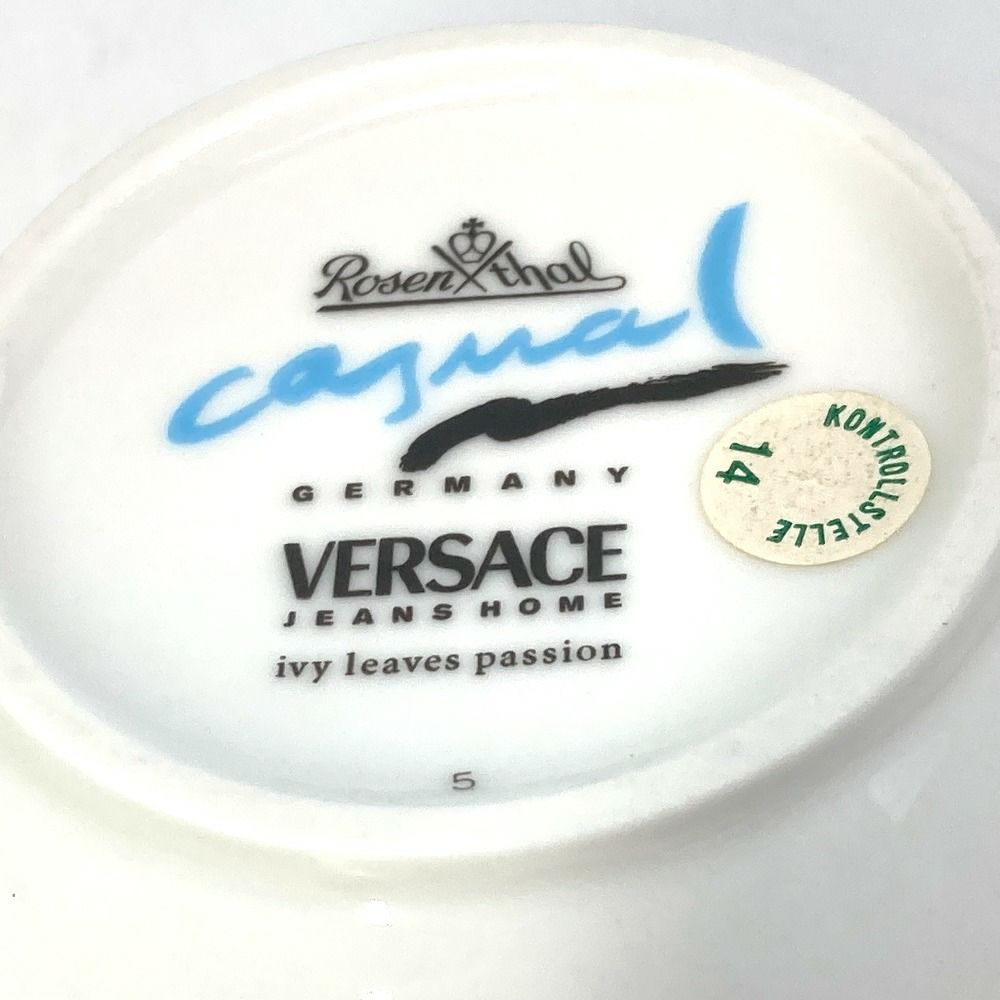 Rosenthal
casual
GERMANY
VERSACE
JEANS HOME
ivy leaves passion
5
KONTROLLSTELLE
14